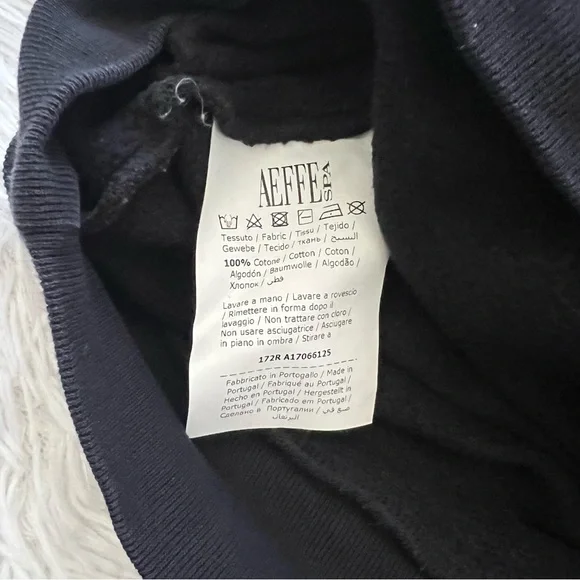 AEFFE SPA
Tessuto / Fabric / Tissu / Tejido /
Gewebe / Tecido / ткань / النسيج
100% Cotone / Cotton / Coton /
Algodón / Baumwolle / Algodão /
Хлопок / قطن
Lavare a mano / Lavare a rovescio
/ Rimettere in forma dopo il
lavaggio / Non trattare con cloro /
Non usare asciugatrice / Asciugare
in piano in ombra / Stirare a
172R A17066125
Fabbricato in Portogallo / Made in
Portugal / Fabriqué au Portugal /
Hecho en Portugal / Hergestellt in
Portugal / Fabricado em Portugal /
Сделано в Португалии / صنع في
البرتغال